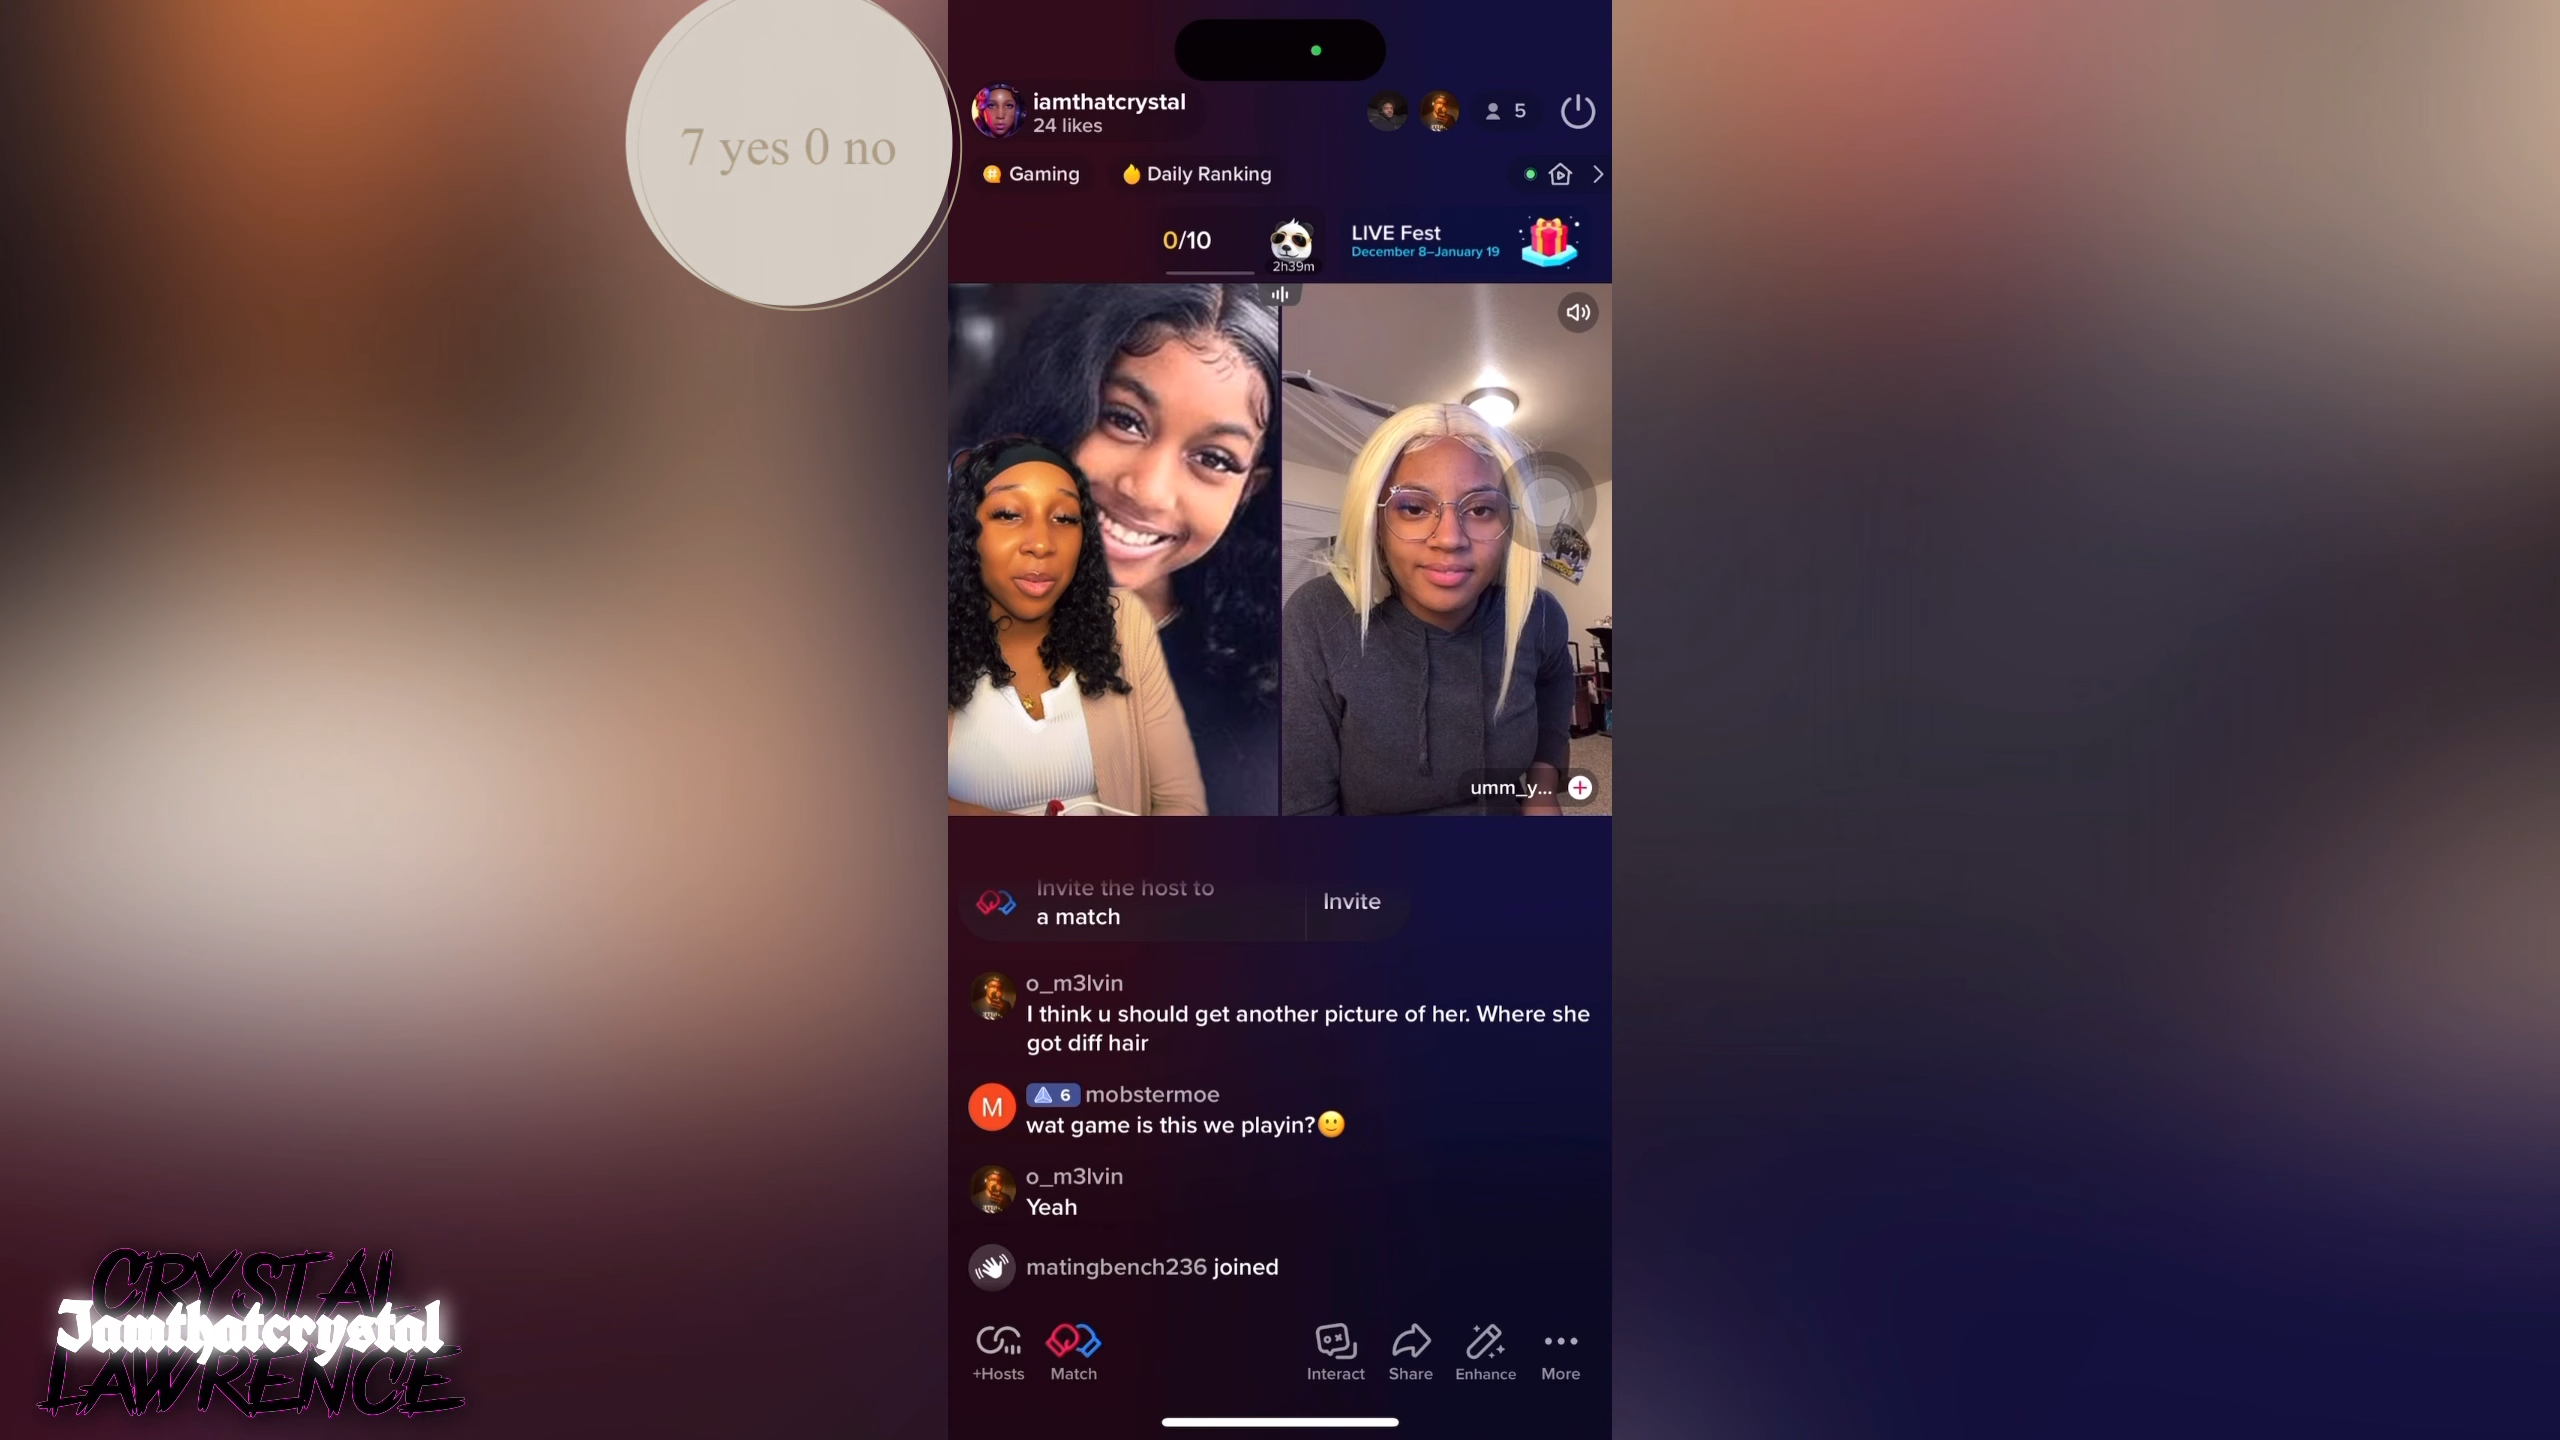 7 yes 0 no
iamthatcrystal
24 likes
5
Gaming
Daily Ranking
0/10
2h39m
LIVE Fest
December 8–January 19
umm_y...
Invite the host to
a match
Invite
o_m3lvin
I think u should get another picture of her. Where she
got diff hair
M
6 mobstermoe
wat game is this we playin?🙂
o_m3lvin
Yeah
matingbench236 joined
+Hosts
Match
Interact
Share
Enhance
More
CRYSTAL
Iamthatcrystal
LAWRENCE